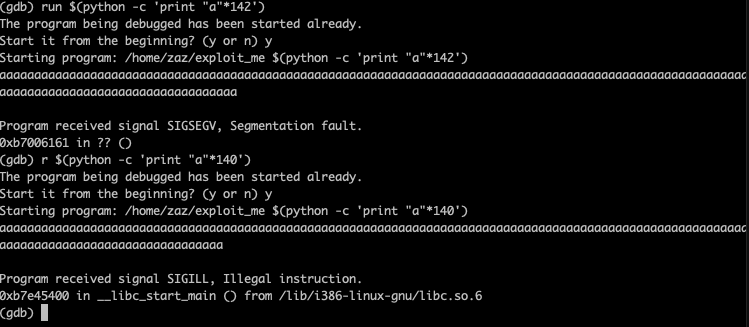 (gdb) run $(python -c 'print "a"*142')
The program being debugged has been started already.
Start it from the beginning? (y or n) y
Starting program: /home/zaz/exploit_me $(python -c 'print "a"*142')
aaaaaaaaaaaaaaaaaaaaaaaaaaaaaaaaaaaaaaaaaaaaaaaaaaaaaaaaaaaaaaaaaaaaaaaaaaaaaaaaaaaaaaaaaaaaaaaaaaaaaaaaaaaa
aaaaaaaaaaaaaaaaaaaaaaaaaaaaaaaaaa
Program received signal SIGSEGV, Segmentation fault.
0xb7006161 in ?? ()
(gdb) r $(python -c 'print "a"*140')
The program being debugged has been started already.
Start it from the beginning? (y or n) y
Starting program: /home/zaz/exploit_me $(python -c 'print "a"*140')
aaaaaaaaaaaaaaaaaaaaaaaaaaaaaaaaaaaaaaaaaaaaaaaaaaaaaaaaaaaaaaaaaaaaaaaaaaaaaaaaaaaaaaaaaaaaaaaaaaaaaaaaaaaa
aaaaaaaaaaaaaaaaaaaaaaaaaaaaaaaa
Program received signal SIGILL, Illegal instruction.
0xb7e45400 in __libc_start_main () from /lib/i386-linux-gnu/libc.so.6
(gdb)